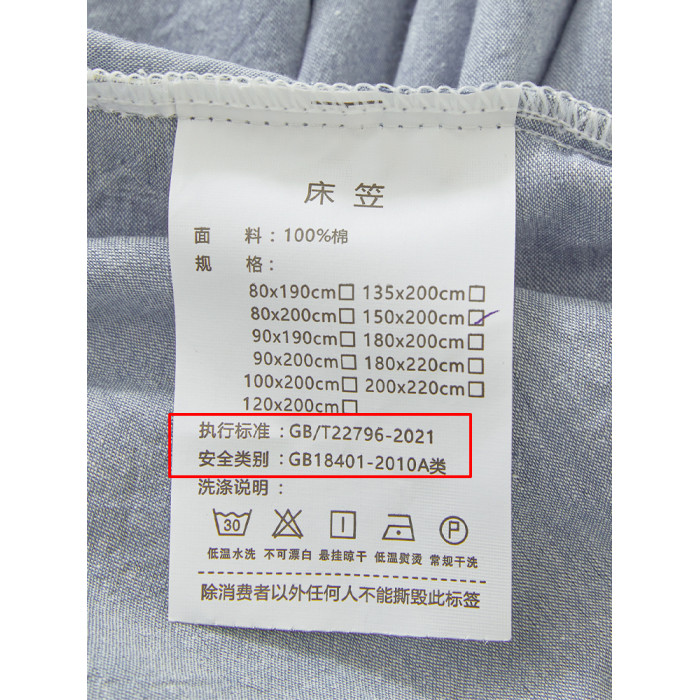 床笠
面 料：100%棉
规 格：
80x190cm□ 135x200cm□
80x200cm□ 150x200cm□
90x190cm□ 180x200cm□
90x200cm□ 180x220cm□
100x200cm□ 200x220cm□
120x200cm□
执行标准：GB/T22796-2021
安全类别：GB18401-2010A类
洗涤说明：
30 P
低温水洗 不可漂白 悬挂晾干 低温熨烫 常规干洗
除消费者以外任何人不能撕毁此标签